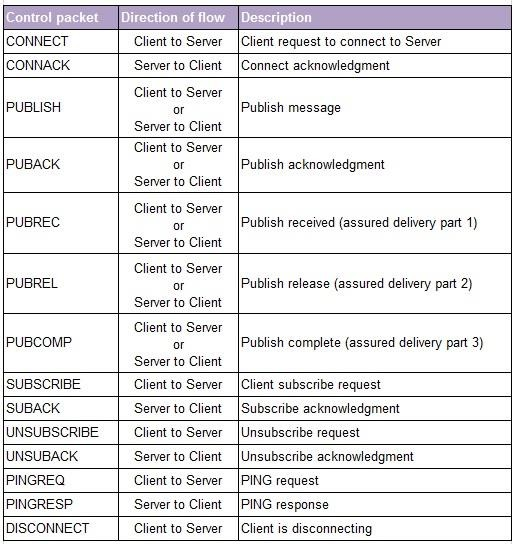 Control packet Direction of flow Description
CONNECT Client to Server Client request to connect to Server
CONNACK Server to Client Connect acknowledgment
Client to Server
PUBLISH or Publish message
Server to Client
Client to Server
PUBACK or Publish acknowledgment
Server to Client
Client to Server
PUBREC or Publish received (assured delivery part 1)
Server to Client
Client to Server
PUBREL or Publish release (assured delivery part 2)
Server to Client
Client to Server
PUBCOMP or Publish complete (assured delivery part 3)
Server to Client
SUBSCRIBE Client to Server Client subscribe request
SUBACK Server to Client Subscribe acknowledgment
UNSUBSCRIBE Client to Server Unsubscribe request
UNSUBACK Server to Client Unsubscribe acknowledgment
PINGREQ Client to Server PING request
PINGRESP Server to Client PING response
DISCONNECT Client to Server Client is disconnecting